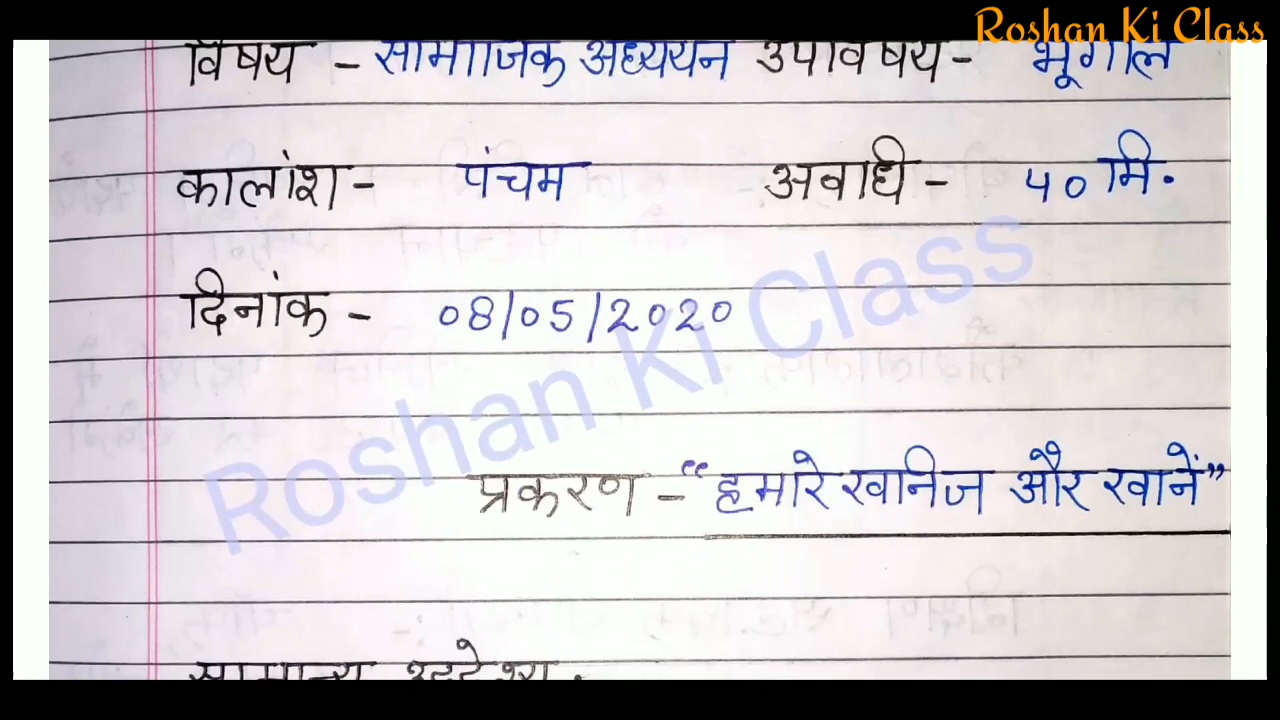 Roshan Ki Class
विषय - सामाजिक अध्ययन उपविषय- भूगोल
कालांश- पंचम अवधि - 40 मि.
दिनांक - 08/05/2020
Roshan Ki Class
प्रकरण - "हमारे खनिज और खानें"
सामान्य उद्देश्य.